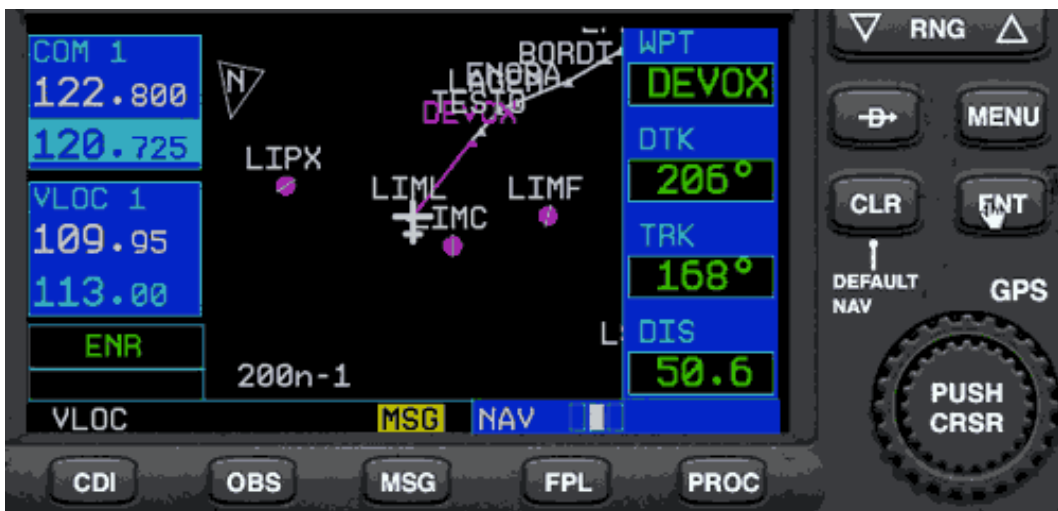 COM 1
122.800
120.725
VLOC 1
109.95
113.00
ENR
VLOC
N
BORDI
ENOBA
TESTO
DEVOX
LIPX
LIML
LIMF
IMC
200n-1
MSG
NAV
WPT
DEVOX
DTK
206°
TRK
168°
DIS
50.6
RNG
D
MENU
CLR
ENT
DEFAULT
NAV
GPS
PUSH
CRSR
CDI
OBS
MSG
FPL
PROC